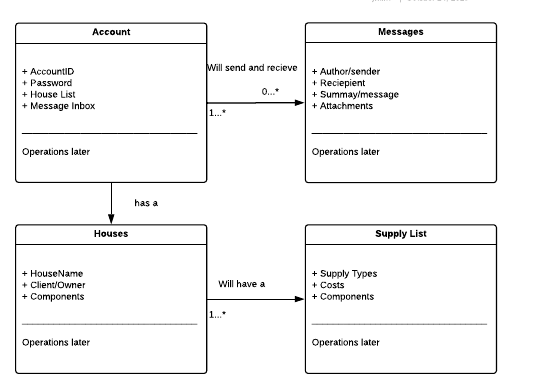 Account
+ AccountID
+ Password
+ House List
+ Message Inbox
Operations later
Will send and recieve
0...*
1...*
Messages
+ Author/sender
+ Reciepient
+ Summay/message
+ Attachments
Operations later
has a
Houses
+ HouseName
+ Client/Owner
+ Components
Operations later
Will have a
1...*
Supply List
+ Supply Types
+ Costs
+ Components
Operations later